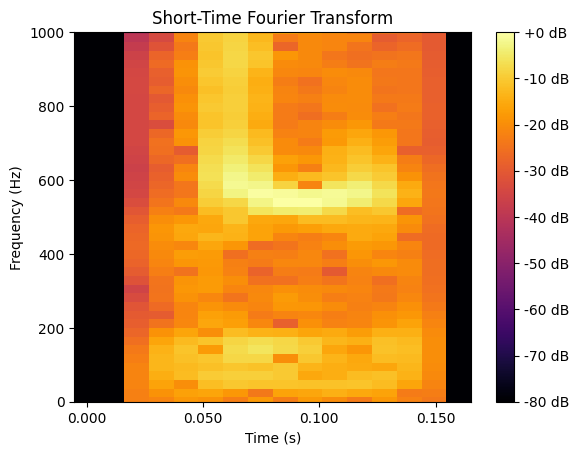 Short-Time Fourier Transform
1000
800
600
400
200
0
Frequency (Hz)
0.000
0.050
0.100
0.150
Time (s)
+0 dB
-10 dB
-20 dB
-30 dB
-40 dB
-50 dB
-60 dB
-70 dB
-80 dB